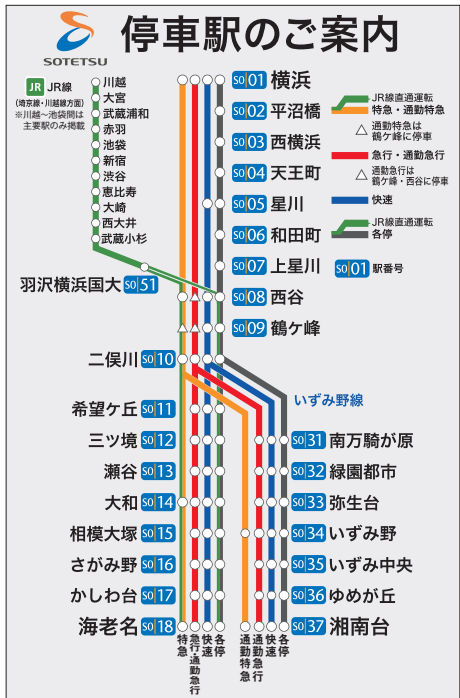 SOTETSU
停車駅のご案内
JR JR線
(埼京線・川越線方面)
※川越〜池袋間は
主要駅のみ掲載
川越
大宮
武蔵浦和
赤羽
池袋
新宿
渋谷
恵比寿
大崎
西大井
武蔵小杉
羽沢横浜国大 SO51
SO01 横浜
SO02 平沼橋
SO03 西横浜
SO04 天王町
SO05 星川
SO06 和田町
SO07 上星川
SO08 西谷
SO09 鶴ケ峰
JR線直通運転
特急・通勤特急
△ 通勤特急は
鶴ケ峰に停車
急行・通勤急行
△ 通勤急行は
鶴ケ峰・西谷に停車
快速
JR線直通運転
各停
SO01 駅番号
二俣川 SO10
希望ケ丘 SO11
三ツ境 SO12
瀬谷 SO13
大和 SO14
相模大塚 SO15
さがみ野 SO16
かしわ台 SO17
海老名 SO18
いずみ野線
SO31 南万騎が原
SO32 緑園都市
SO33 弥生台
SO34 いずみ野
SO35 いずみ中央
SO36 ゆめが丘
SO37 湘南台
特急
急行・通勤急行
快速
各停
通勤特急
通勤急行
快速
各停